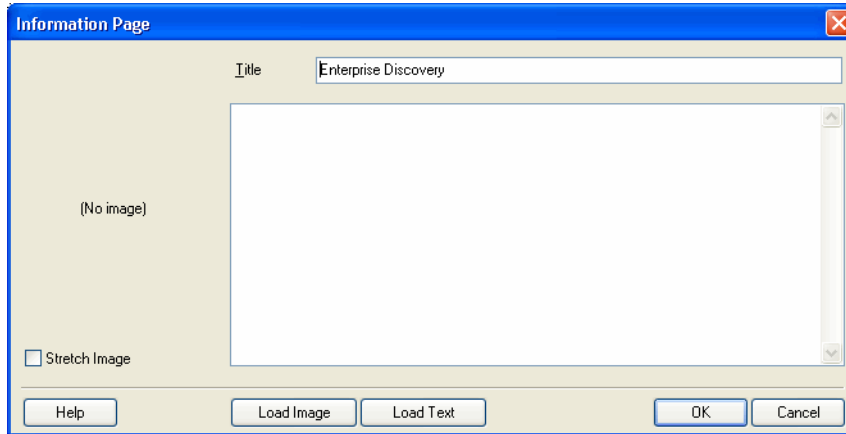 Information Page
Title Enterprise Discovery
(No image)
Stretch Image
Help Load Image Load Text OK Cancel